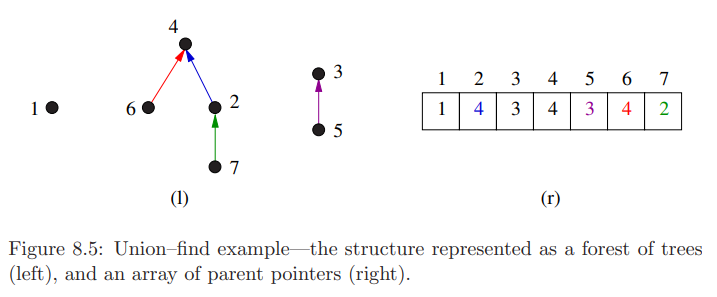 4
1
6
2
7
3
5
(l)
1 2 3 4 5 6 7
1 4 3 4 3 4 2
(r)
Figure 8.5: Union–find example—the structure represented as a forest of trees
(left), and an array of parent pointers (right).